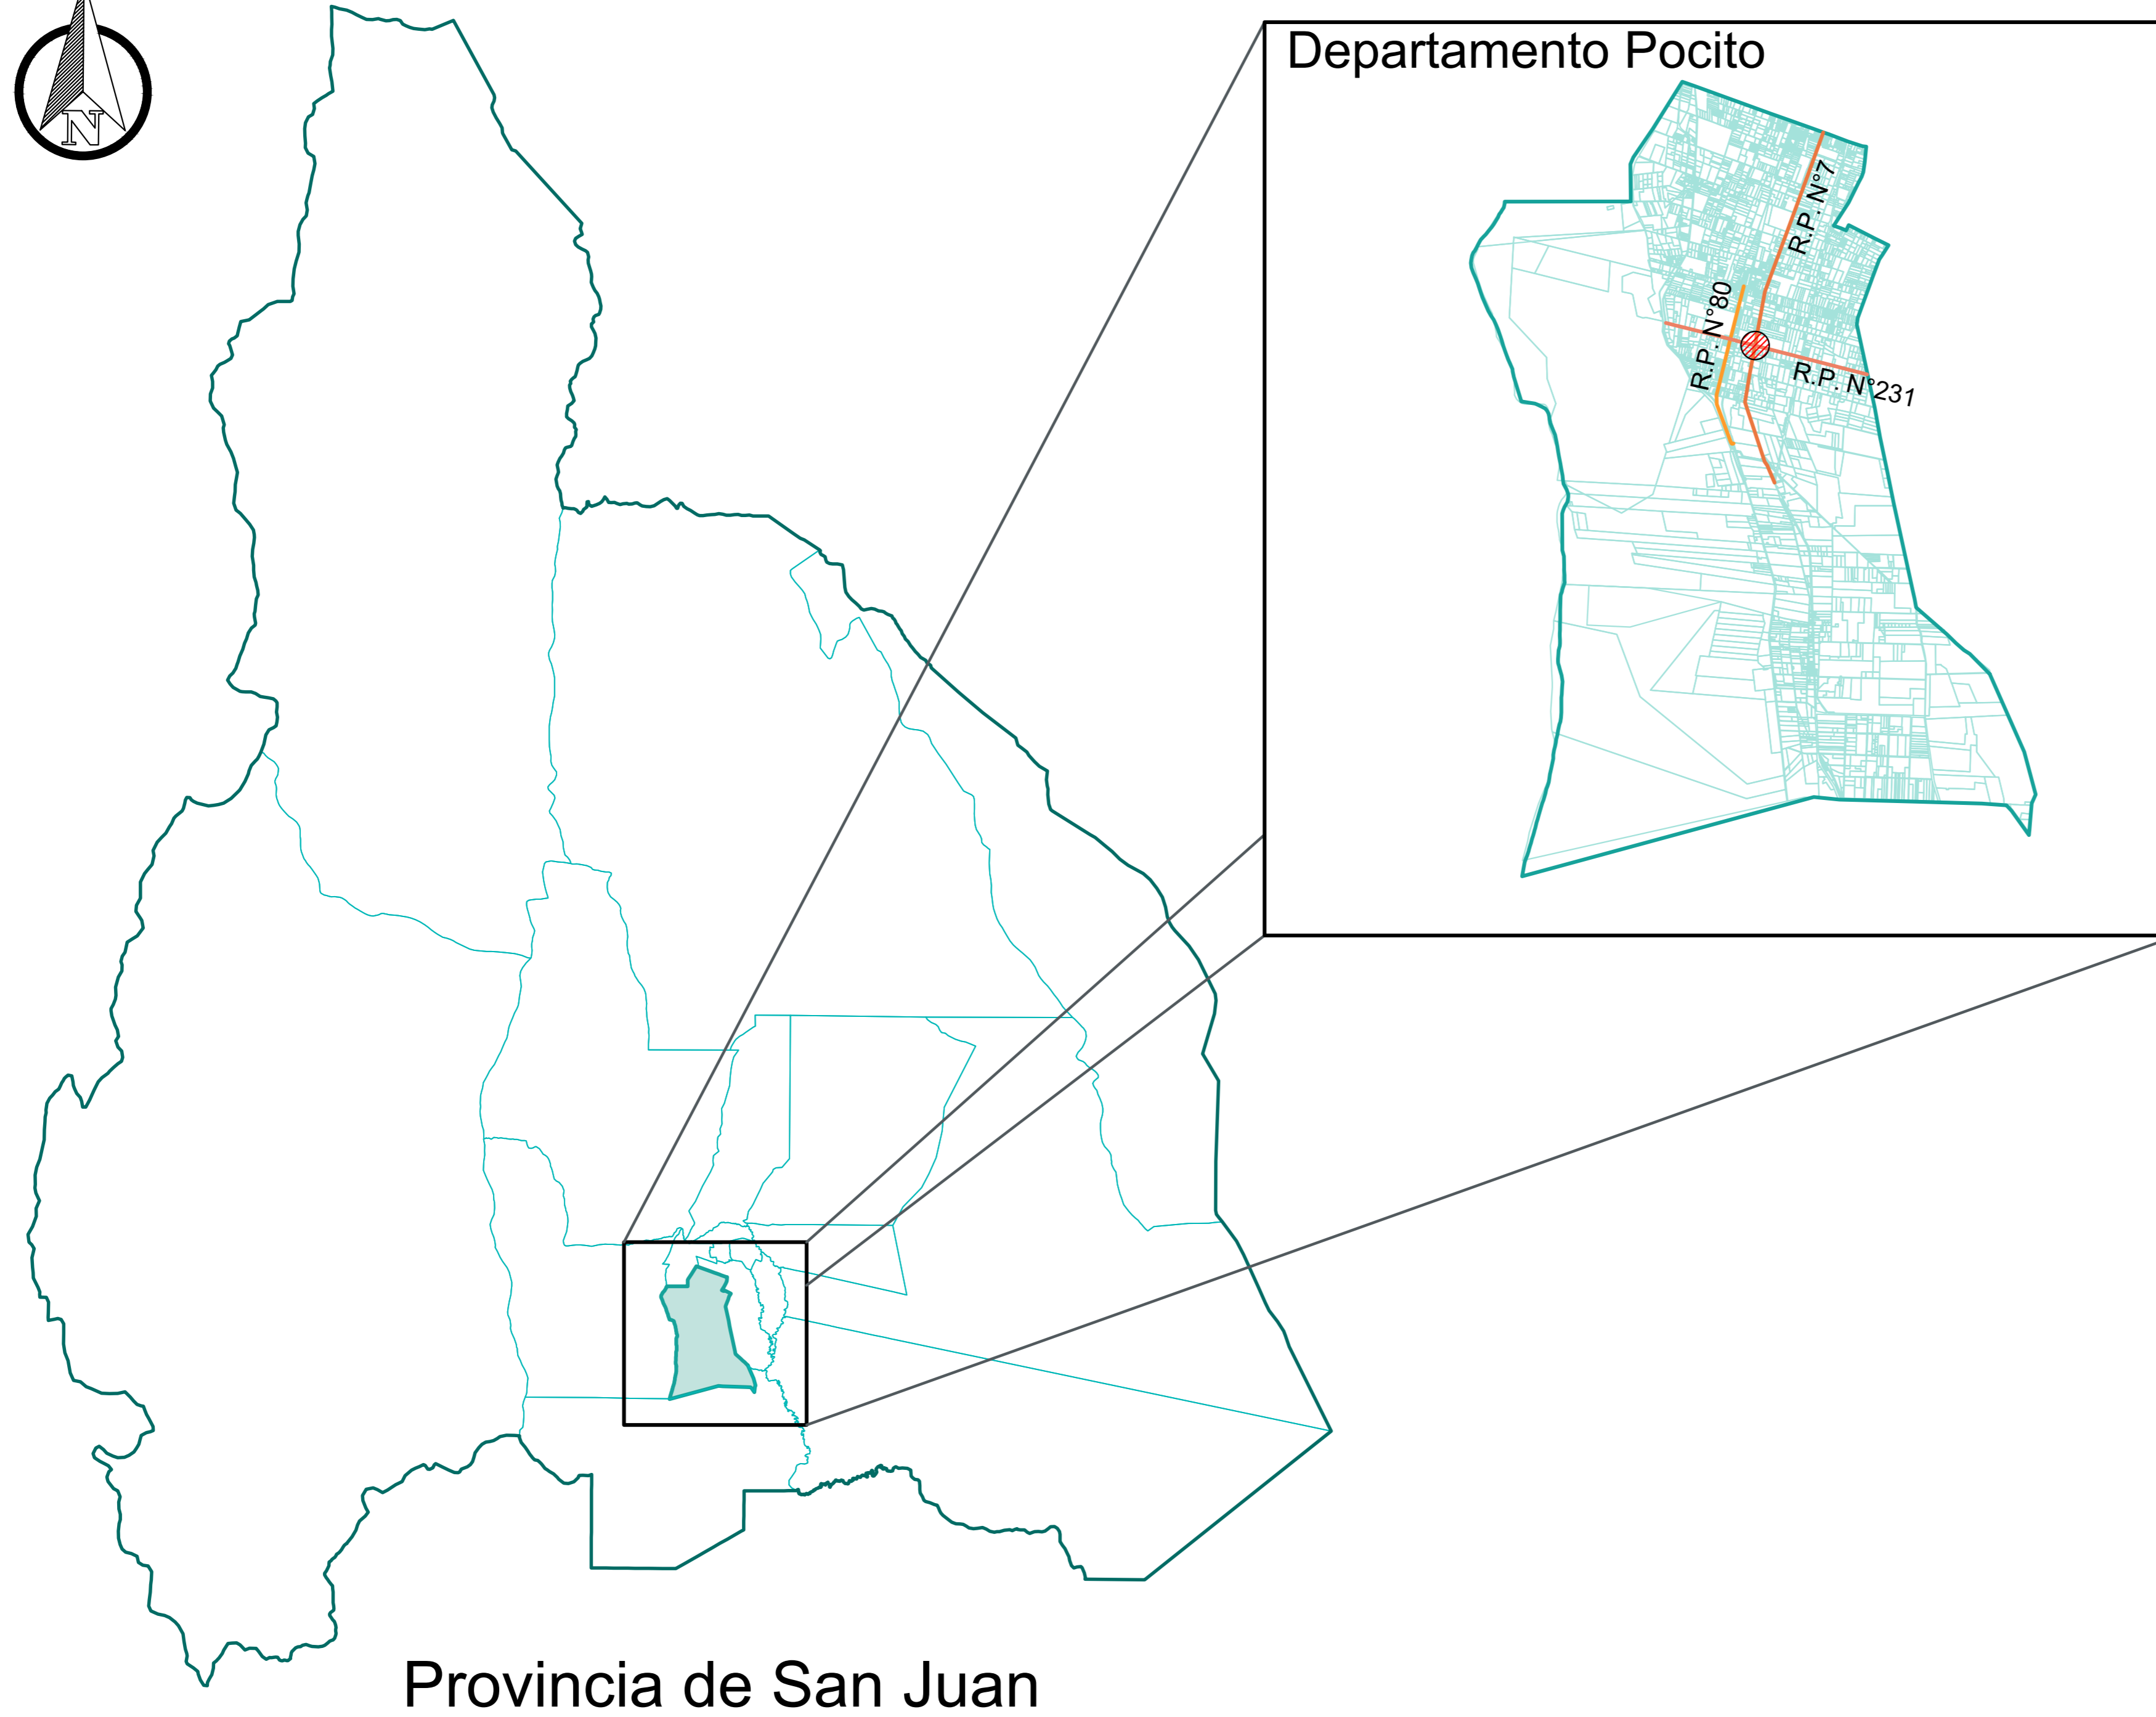 N
Departamento Pocito
R.P. N°7
R.P. N°80
R.P. N°231
Provincia de San Juan